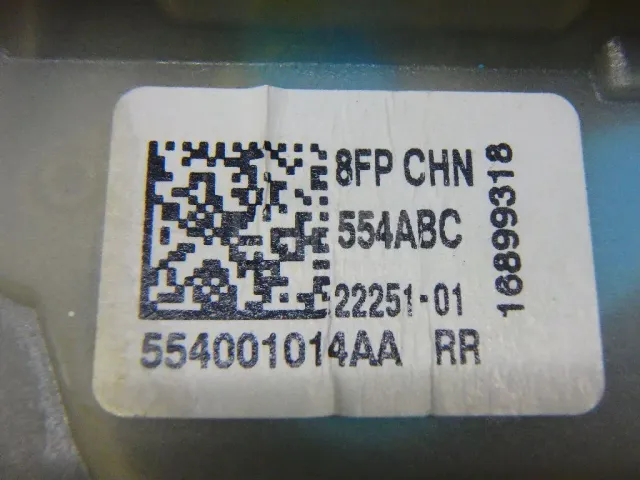 8FP CHN
554ABC
22251-01
554001014AA RR
16899318